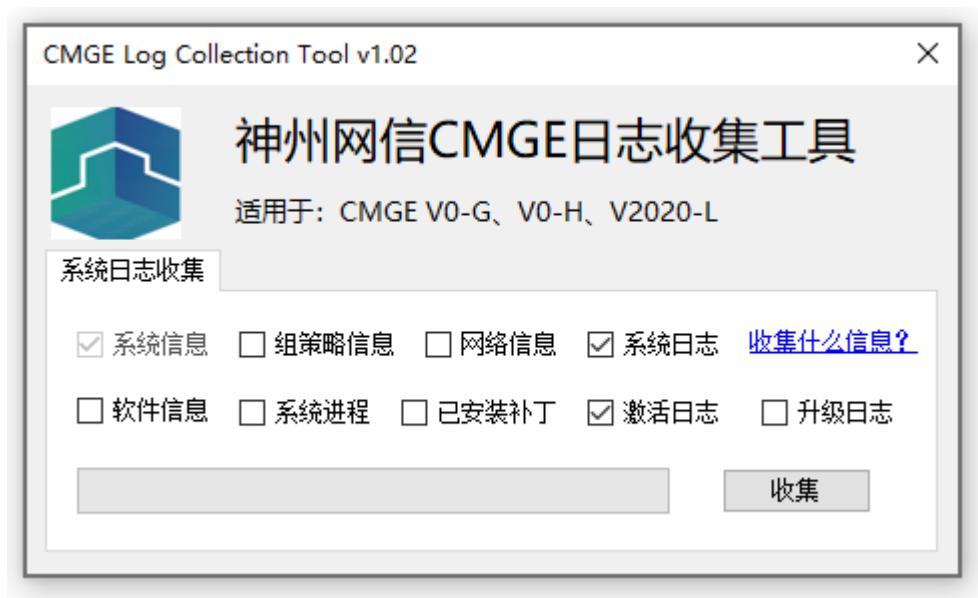 CMGE Log Collection Tool v1.02
神州网信CMGE日志收集工具
适用于：CMGE V0-G、V0-H、V2020-L
系统日志收集
系统信息 组策略信息 网络信息 系统日志 收集什么信息？
软件信息 系统进程 已安装补丁 激活日志 升级日志
收集